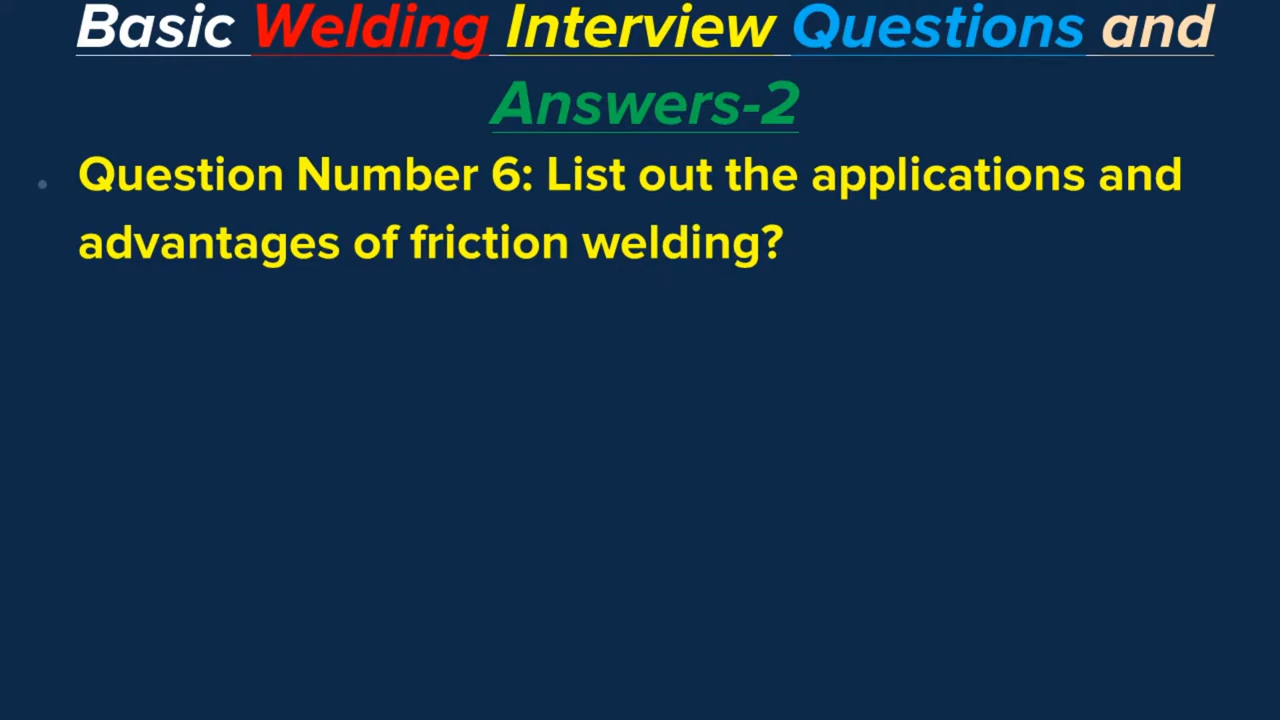 Basic Welding Interview Questions and
Answers-2
Question Number 6: List out the applications and
advantages of friction welding?